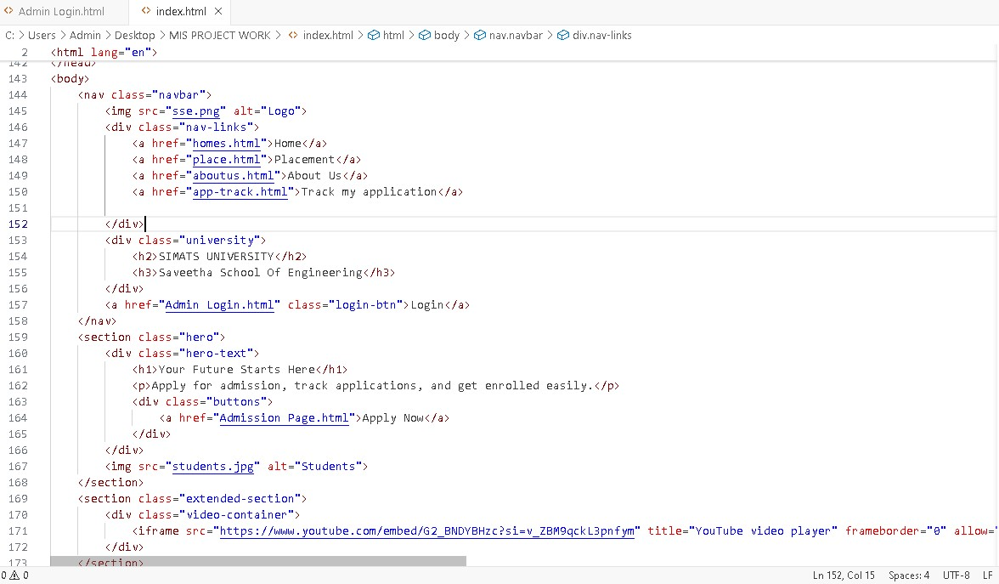 Admin Login.html index.html
C: > Users > Admin > Desktop > MIS PROJECT WORK > index.html > html > body > nav.navbar > div.nav-links
2 <html lang="en">
142 </head>
143 <body>
144 <nav class="navbar">
145 <img src="sse.png" alt="Logo">
146 <div class="nav-links">
147 <a href="homes.html">Home</a>
148 <a href="place.html">Placement</a>
149 <a href="aboutus.html">About Us</a>
150 <a href="app-track.html">Track my application</a>
151
152 </div>
153 <div class="university">
154 <h2>SIMATS UNIVERSITY</h2>
155 <h3>Saveetha School Of Engineering</h3>
156 </div>
157 <a href="Admin Login.html" class="login-btn">Login</a>
158 </nav>
159 <section class="hero">
160 <div class="hero-text">
161 <h1>Your Future Starts Here</h1>
162 <p>Apply for admission, track applications, and get enrolled easily.</p>
163 <div class="buttons">
164 <a href="Admission Page.html">Apply Now</a>
165 </div>
166 </div>
167 <img src="students.jpg" alt="Students">
168 </section>
169 <section class="extended-section">
170 <div class="video-container">
171 <iframe src="https://www.youtube.com/embed/G2_BNDYBHzc?si=v_ZBM9qckL3pnfym" title="YouTube video player" frameborder="0" allow="
172 </div>
173 </section>
0 0 Ln 152, Col 15 Spaces: 4 UTF-8 LF